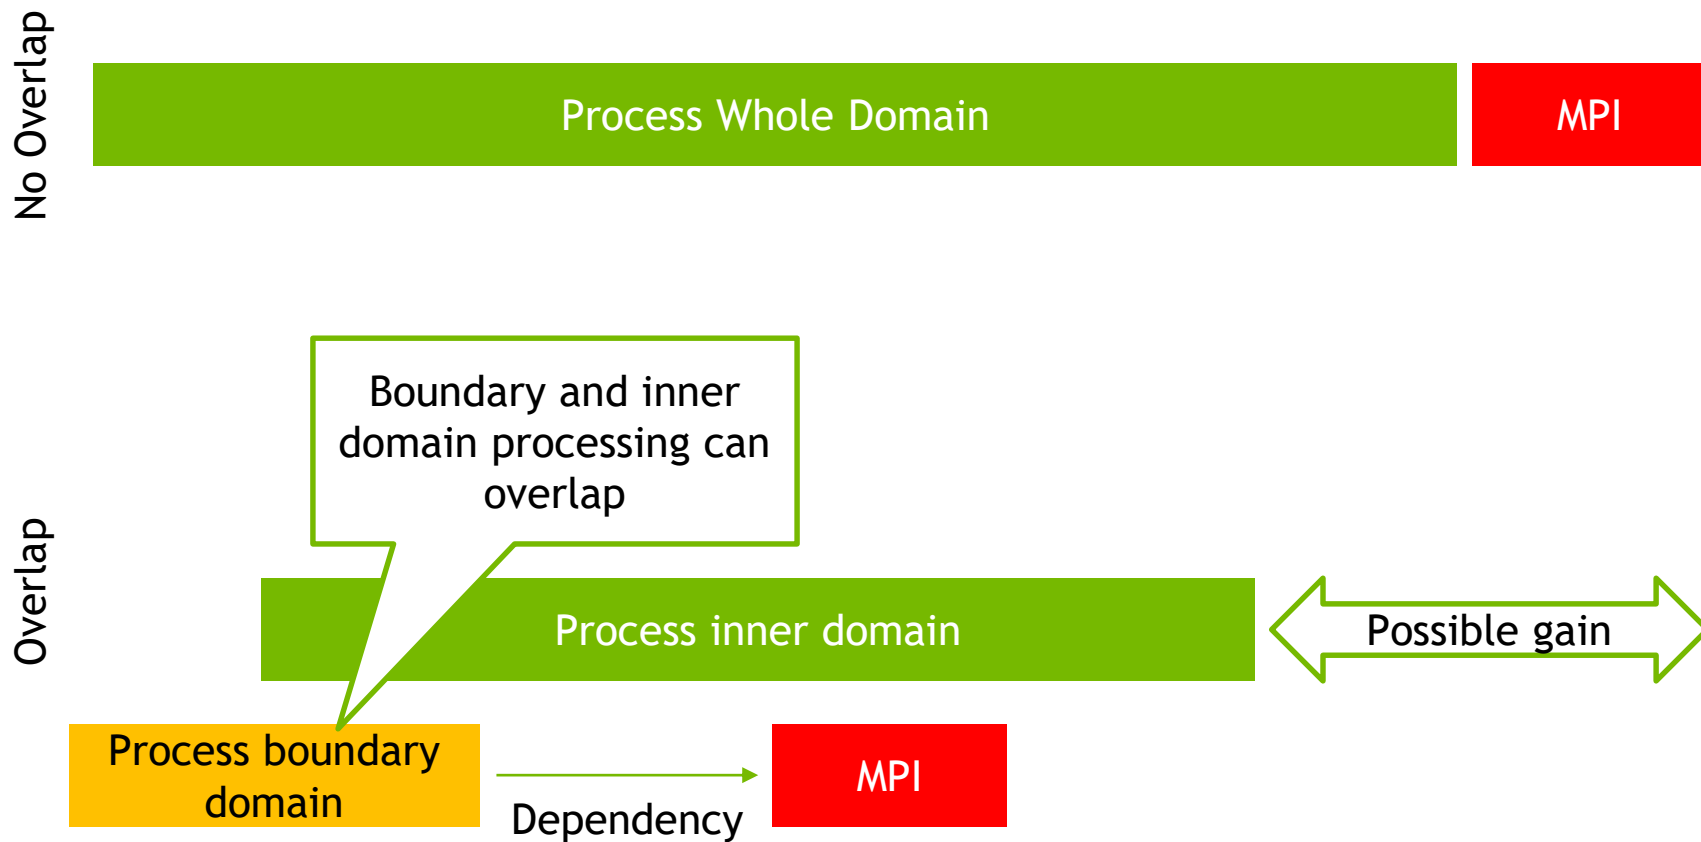 No Overlap
Process Whole Domain
MPI
Boundary and inner
domain processing can
overlap
Overlap
Process inner domain
Possible gain
Process boundary
domain
Dependency
MPI